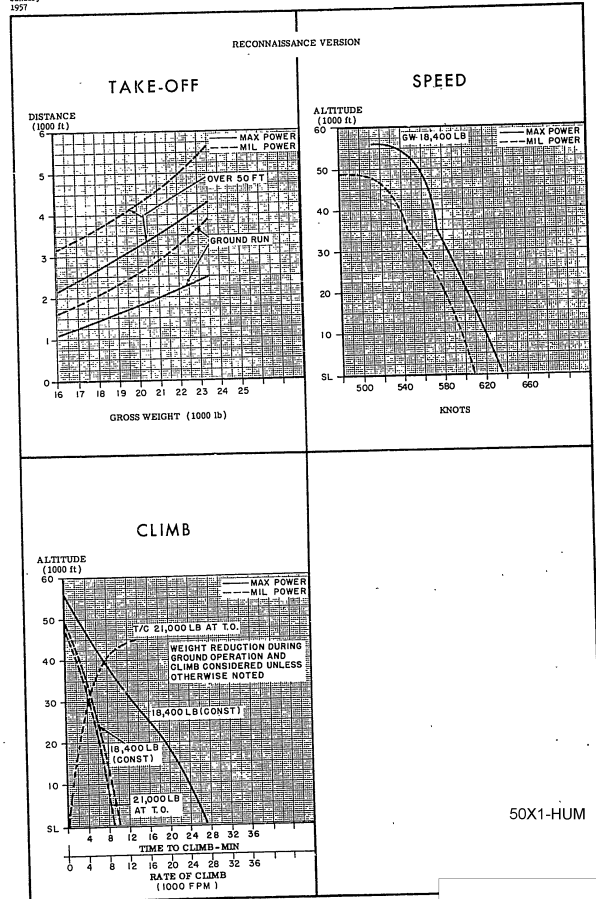 1957
RECONNAISSANCE VERSION
TAKE-OFF
DISTANCE
(1000 ft)
MAX POWER
MIL POWER
OVER 50 FT
GROUND RUN
6
5
4
3
2
1
0
16 17 18 19 20 21 22 23 24 25
GROSS WEIGHT (1000 lb)
SPEED
ALTITUDE
(1000 ft)
GW 18,400 LB
MAX POWER
MIL POWER
60
50
40
30
20
10
SL
500 540 580 620 660
KNOTS
CLIMB
ALTITUDE
(1000 ft)
MAX POWER
MIL POWER
T/C 21,000 LB AT T.O.
WEIGHT REDUCTION DURING
GROUND OPERATION AND
CLIMB CONSIDERED UNLESS
OTHERWISE NOTED
18,400 LB (CONST)
18,400 LB
(CONST)
21,000 LB
AT T.O.
60
50
40
30
20
10
SL
4 8 12 16 20 24 28 32 36
TIME TO CLIMB-MIN
0 4 8 12 16 20 24 28 32 36
RATE OF CLIMB
(1000 FPM)
50X1-HUM